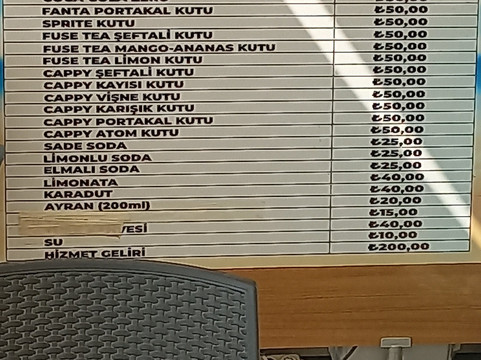 FANTA PORTAKAL KUTU ₺50,00
SPRITE KUTU ₺50,00
FUSE TEA ŞEFTALİ KUTU ₺50,00
FUSE TEA MANGO-ANANAS KUTU ₺50,00
FUSE TEA LİMON KUTU ₺50,00
CAPPY ŞEFTALİ KUTU ₺50,00
CAPPY KAYISI KUTU ₺50,00
CAPPY VİŞNE KUTU ₺50,00
CAPPY KARIŞIK KUTU ₺50,00
CAPPY PORTAKAL KUTU ₺50,00
CAPPY ATOM KUTU ₺50,00
SADE SODA ₺25,00
LİMONLU SODA ₺25,00
ELMALI SODA ₺25,00
LİMONATA ₺40,00
KARADUT ₺40,00
AYRAN (200ml) ₺20,00
₺15,00
VESİ ₺40,00
SU ₺10,00
HİZMET GELİRİ ₺200,00